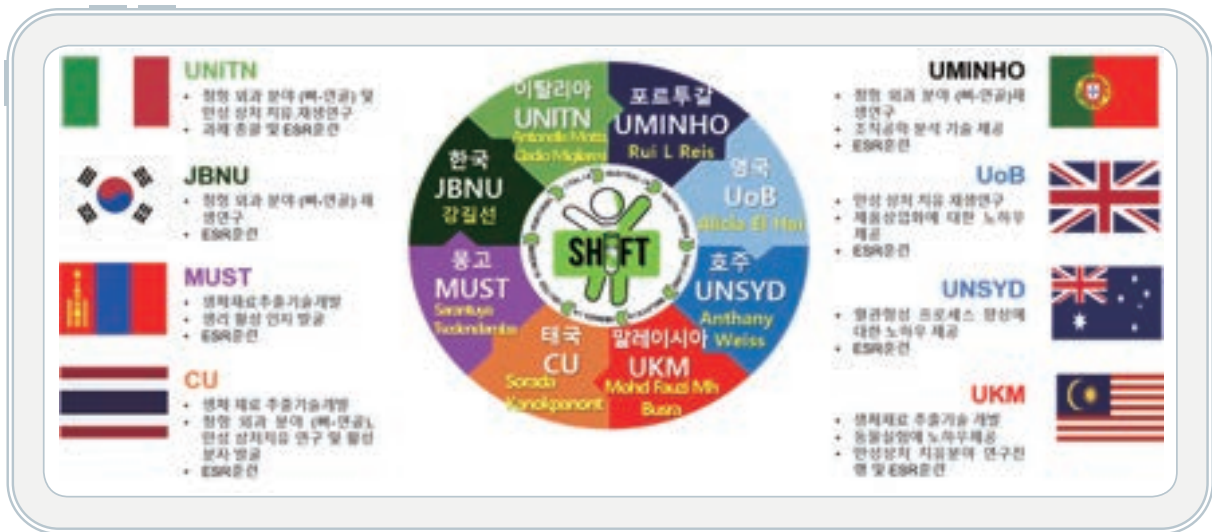 UNITN
• 정형 외과 분야 (뼈-연골) 및
만성 상처 치유 재생연구
• 과제 총괄 및 ESR훈련
JBNU
• 정형 외과 분야 (뼈-연골) 재
생연구
• ESR훈련
MUST
• 생체재료추출기술개발
• 생리 활성 인자 발굴
• ESR훈련
CU
• 생체 재료 추출기술개발
• 정형 외과 분야 (뼈-연골),
만성 상처치유 연구 및 활성
분자 발굴
• ESR훈련
이탈리아
UNITN
Antonella Motta
포르투갈
UMINHO
Rui L Reis
영국
UoB
Alicia El Haj
호주
UNSYD
Anthany
Weiss
말레이시아
UKM
Mohd Fauzi Mh
Busra
태국
CU
Sorada
Kanokpanont
몽고
MUST
한국
JBNU
강길선
SHIFT
UMINHO
• 정형 외과 분야 (뼈-연골)재
생연구
• 조직공학 분석 기술 제공
• ESR훈련
UoB
• 만성 상처 치유 재생연구
• 제품상업화에 대한 노하우
제공
• ESR훈련
UNSYD
• 혈관형성 프로세스 향상에
대한 노하우 제공
• ESR훈련
UKM
• 생체재료 추출기술 개발
• 동물실험에 노하우제공
• 만성상처 치유분야 연구진
행 및 ESR훈련